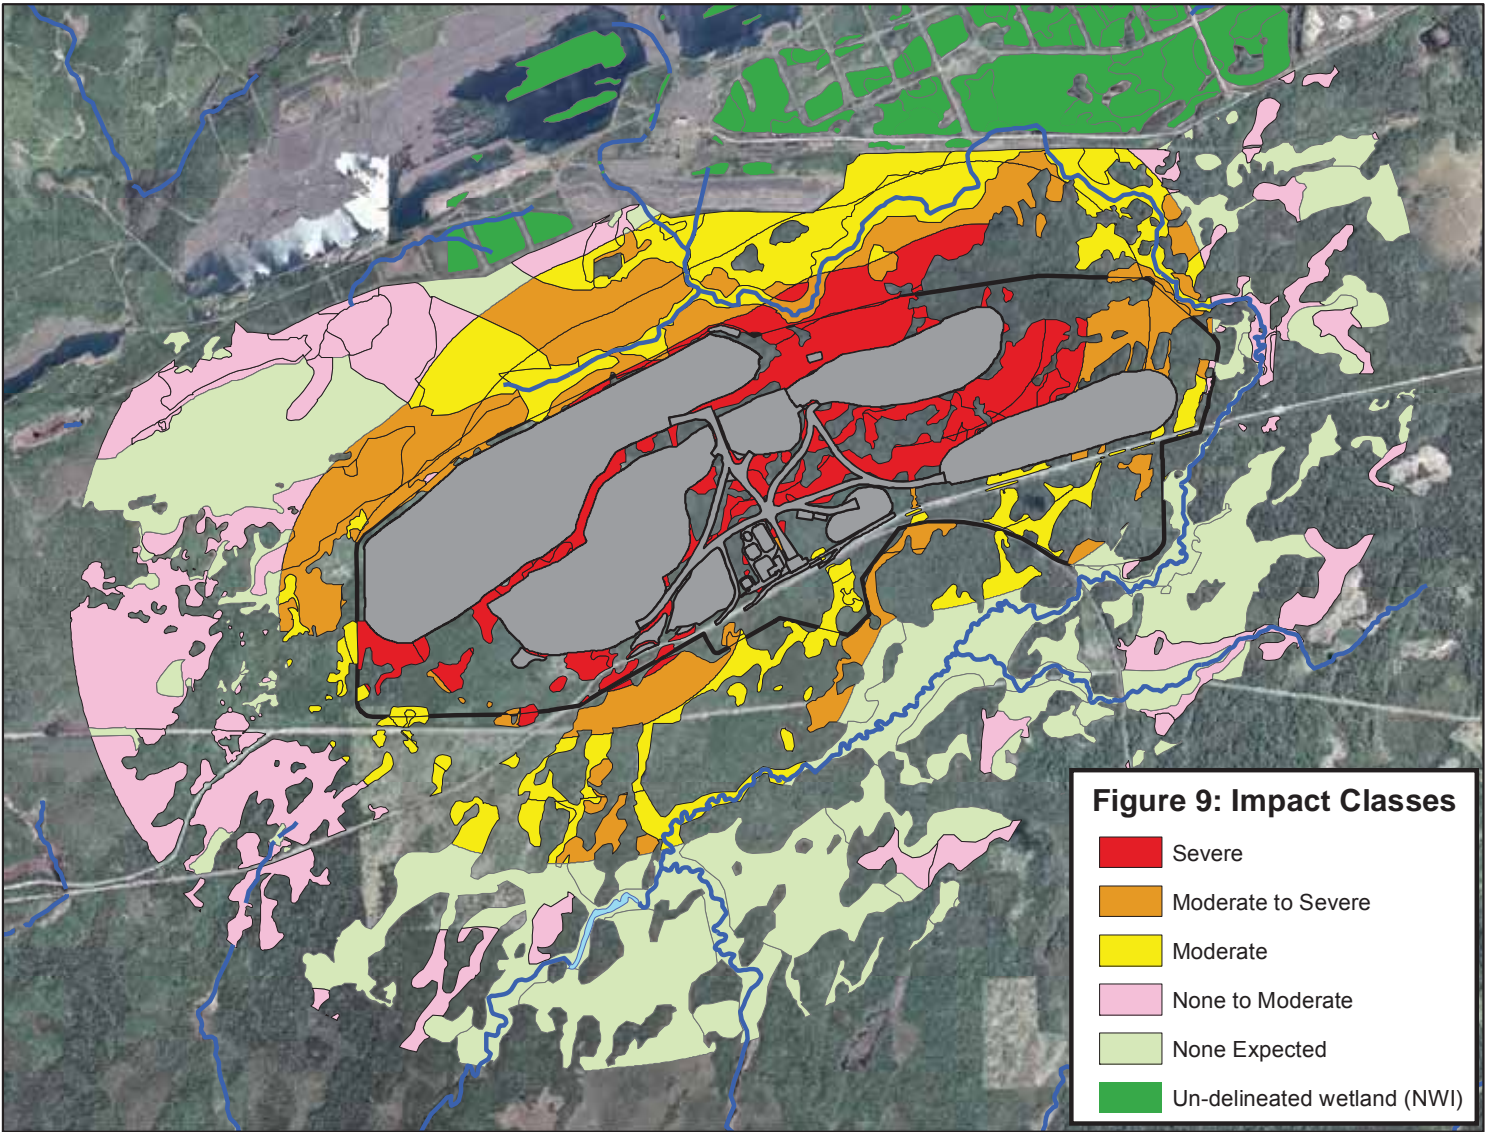 Figure 9: Impact Classes
Severe
Moderate to Severe
Moderate
None to Moderate
None Expected
Un-delineated wetland (NWI)